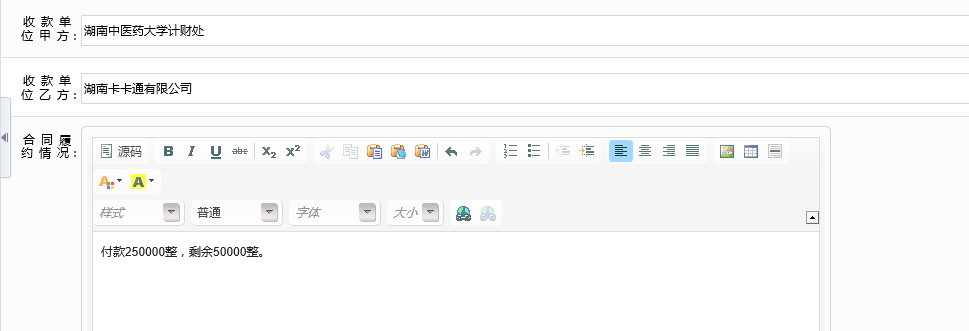 收 款 单
位 甲 方 :
湖南中医药大学计财处
收 款 单
位 乙 方 :
湖南卡卡通有限公司
合 同 履
约 情 况 :
源码 B I U abc X₂ X²
A A
样式 普通 字体 大小
付款250000整，剩余50000整。